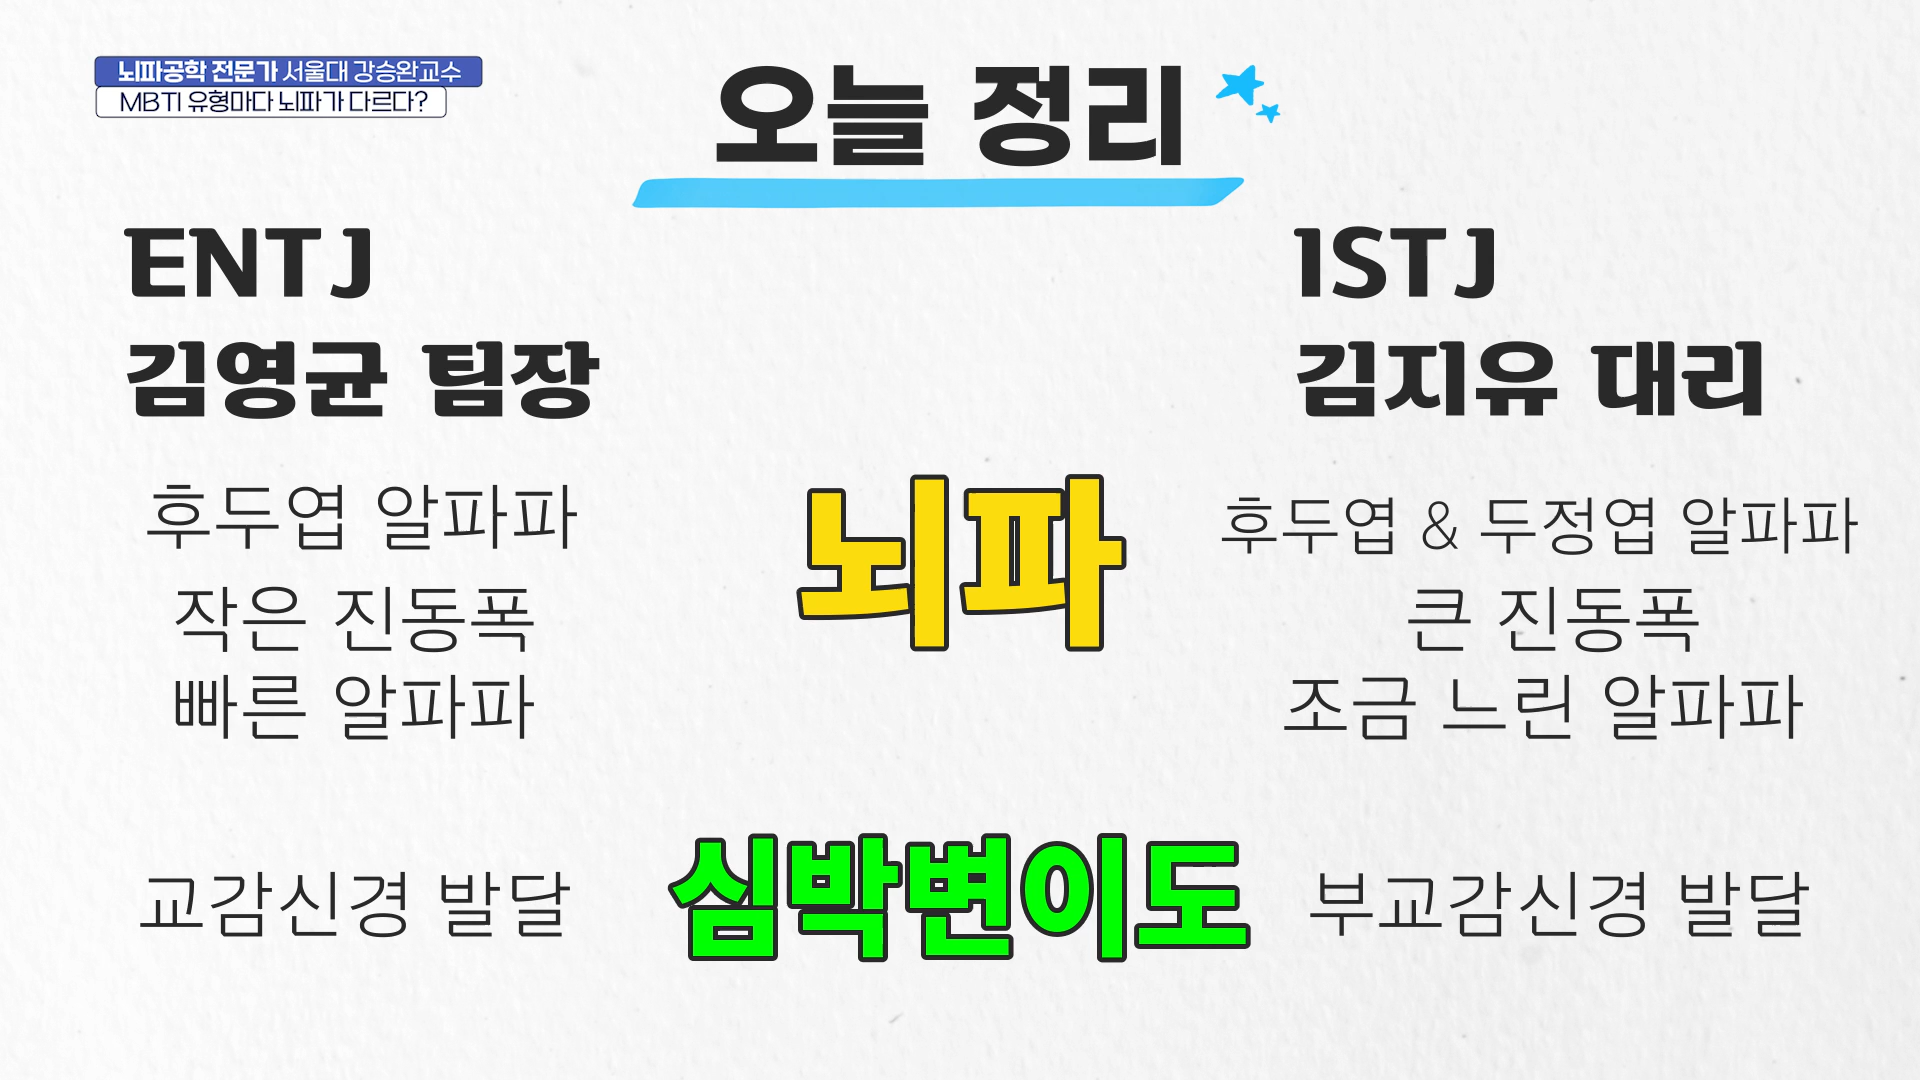 뇌파공학 전문가 서울대 강승완교수
MBTI 유형마다 뇌파가 다르다?
오늘 정리
ENTJ
김영균 팀장
ISTJ
김지유 대리
뇌파
후두엽 알파파
작은 진동폭
빠른 알파파
후두엽 & 두정엽 알파파
큰 진동폭
조금 느린 알파파
심박변이도
교감신경 발달
부교감신경 발달